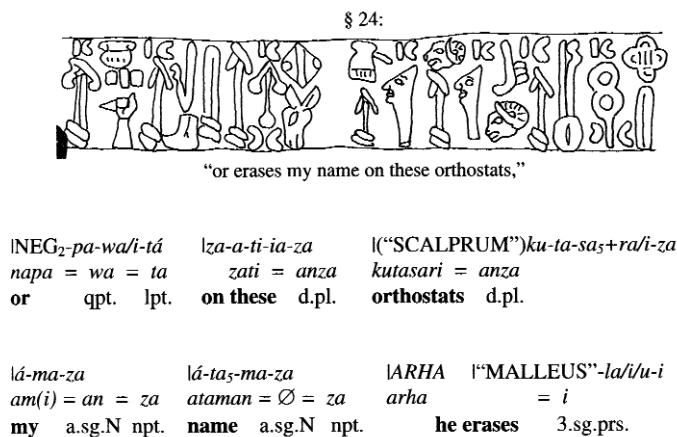 § 24:
“or erases my name on these orthostats,”
|NEG₂-pa-wa/i-tá |za-a-ti-ia-za |(“SCALPRUM”)ku-ta-sa₅+ra/i-za
napa = wa = ta zati = anza kutasari = anza
or qpt. lpt. on these d.pl. orthostats d.pl.
|á-ma-za |á-ta₅-ma-za |ARHA |“MALLEUS”-la/i/u-i
am(i) = an = za ataman = Ø = za arha = i
my a.sg.N npt. name a.sg.N npt. he erases 3.sg.prs.